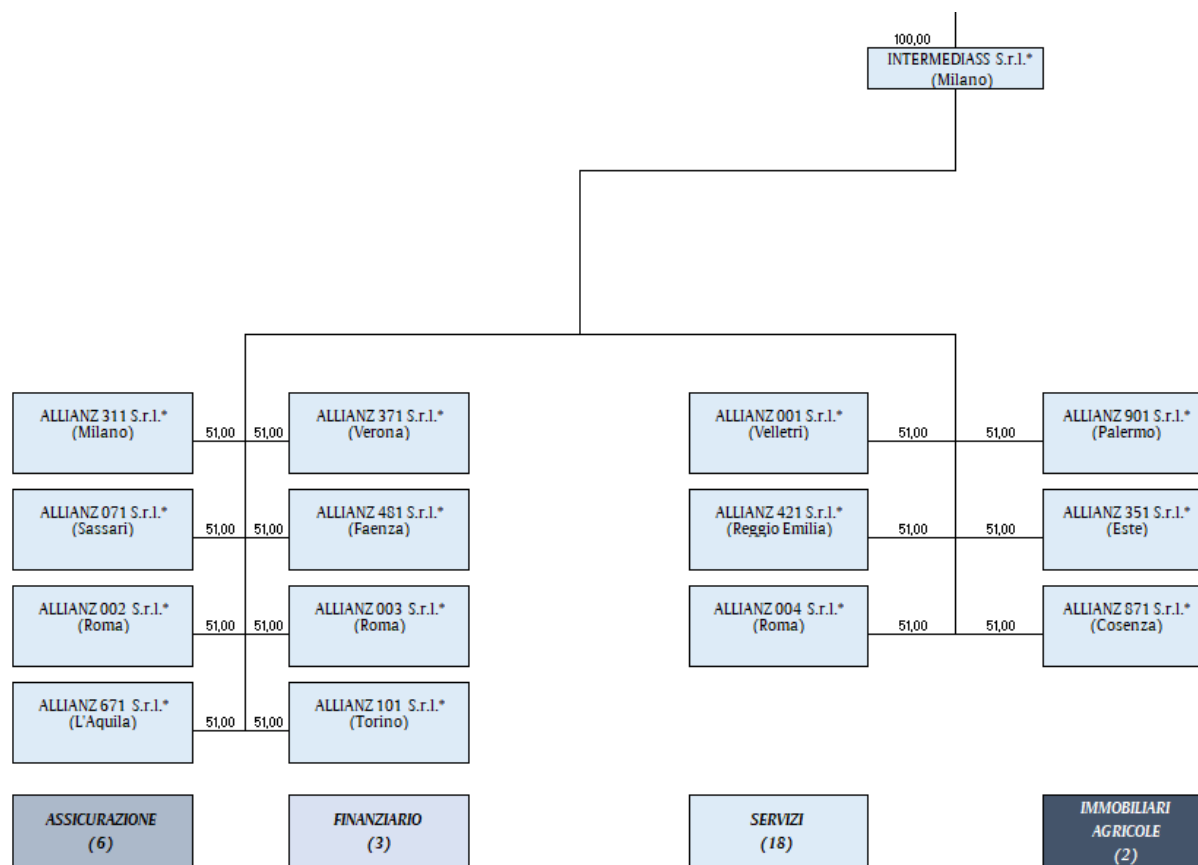 100,00
INTERMEDIASS S.r.l.*
(Milano)
ALLIANZ 311 S.r.l.*
(Milano)
51,00
51,00
ALLIANZ 371 S.r.l.*
(Verona)
ALLIANZ 001 S.r.l.*
(Velletri)
51,00
51,00
ALLIANZ 901 S.r.l.*
(Palermo)
ALLIANZ 071 S.r.l.*
(Sassari)
51,00
51,00
ALLIANZ 481 S.r.l.*
(Faenza)
ALLIANZ 421 S.r.l.*
(Reggio Emilia)
51,00
51,00
ALLIANZ 351 S.r.l.*
(Este)
ALLIANZ 002 S.r.l.*
(Roma)
51,00
51,00
ALLIANZ 003 S.r.l.*
(Roma)
ALLIANZ 004 S.r.l.*
(Roma)
51,00
51,00
ALLIANZ 871 S.r.l.*
(Cosenza)
ALLIANZ 671 S.r.l.*
(L'Aquila)
51,00
51,00
ALLIANZ 101 S.r.l.*
(Torino)
ASSICURAZIONE
(6)
FINANZIARIO
(3)
SERVIZI
(18)
IMMOBILIARI
AGRICOLE
(2)